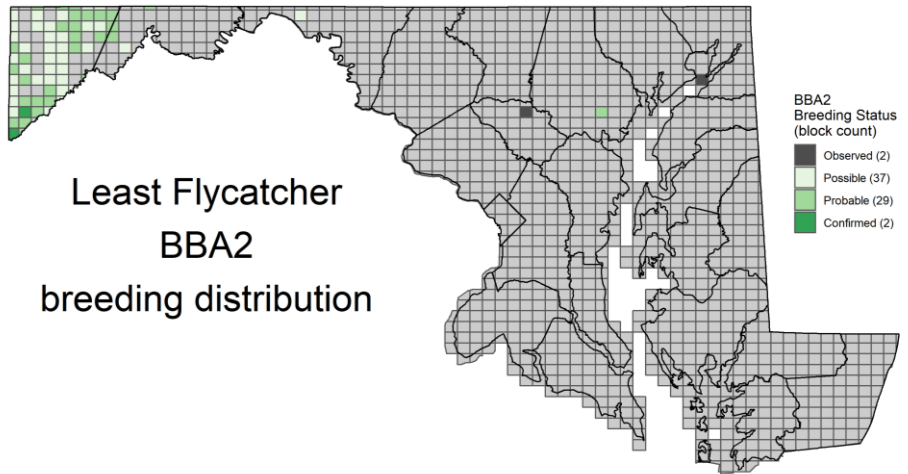 Least Flycatcher
BBA2
breeding distribution
BBA2
Breeding Status
(block count)
Observed (2)
Possible (37)
Probable (29)
Confirmed (2)